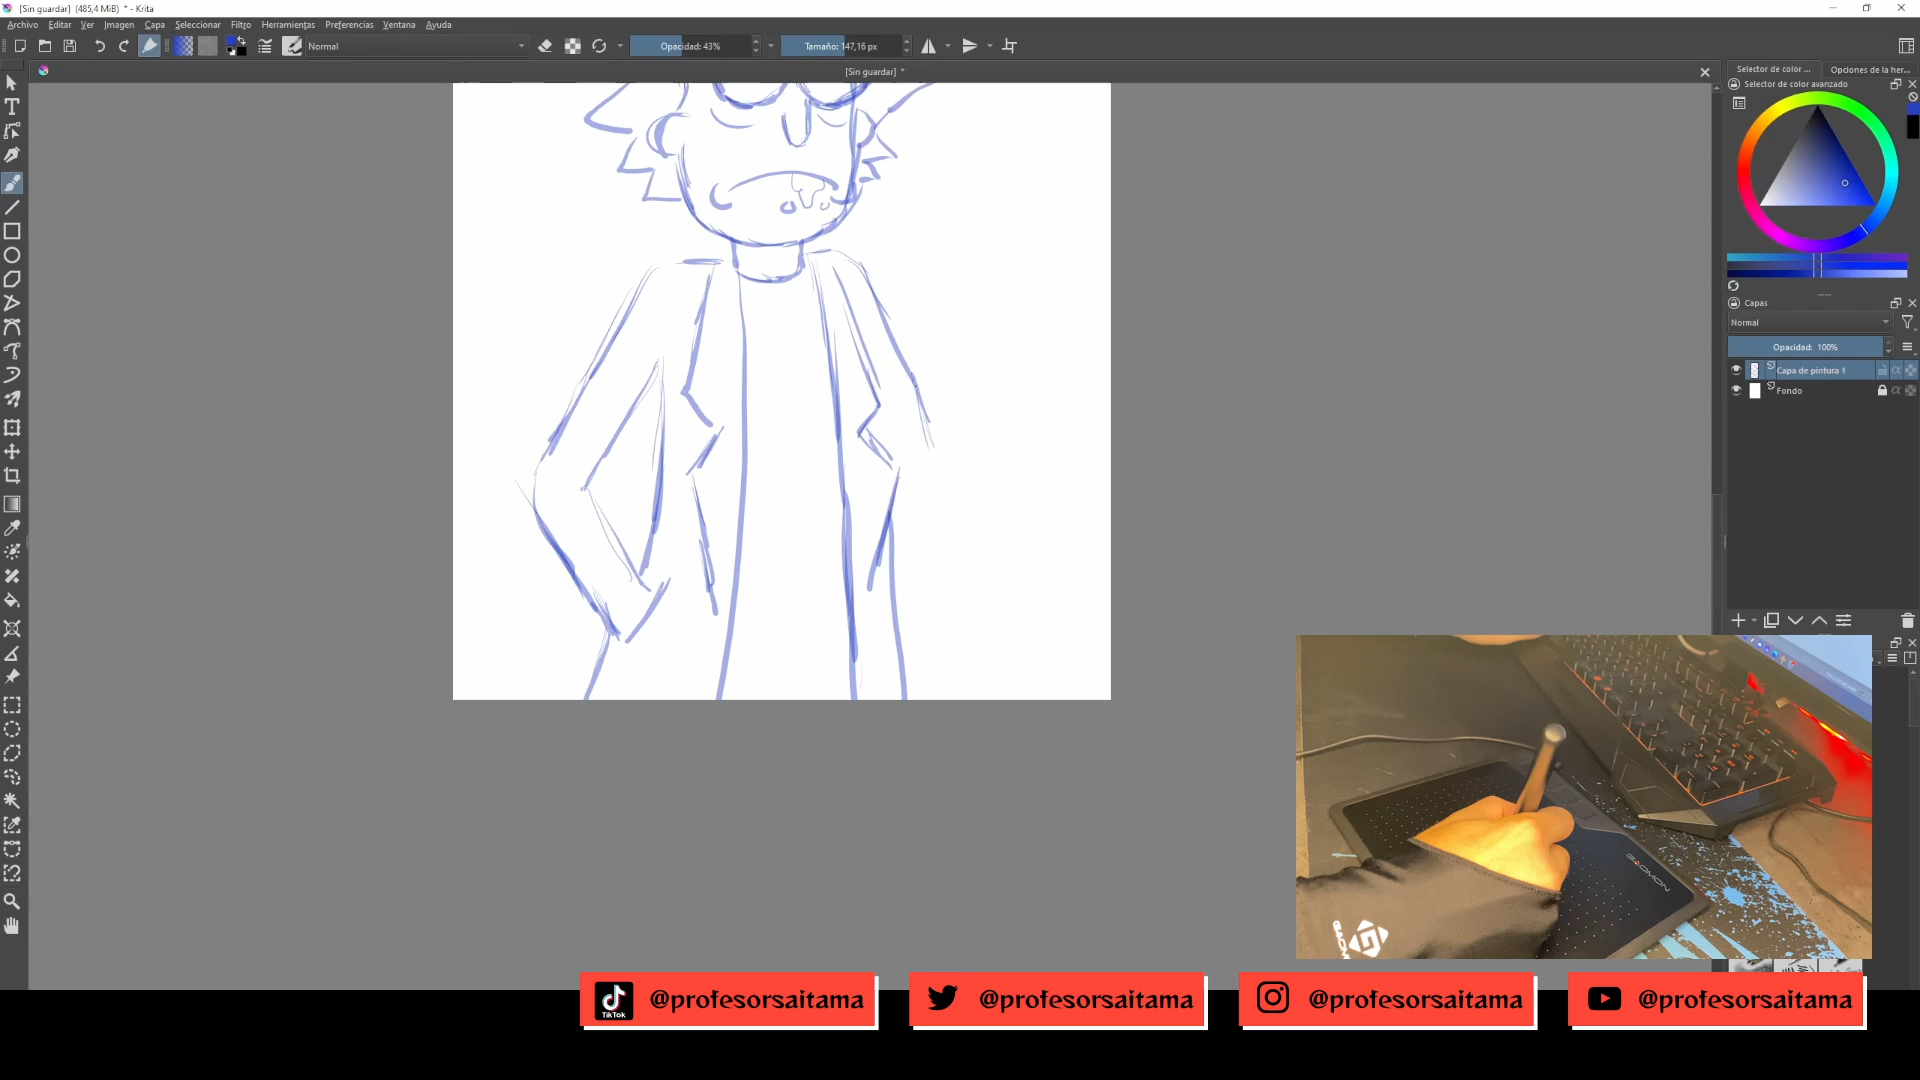 [Sin guardar] (485,4 MiB) * - Krita
Archivo Editar Ver Imagen Capa Seleccionar Filtro Herramientas Preferencias Ventana Ayuda
Normal
Opacidad: 43%
Tamaño: 147,16 px
[Sin guardar] *
Selector de color ...
Opciones de la her...
Selector de color avanzado
Capas
Normal
Opacidad: 100%
Capa de pintura 1
Fondo
GAOMON
TikTok
@profesorsaitama
@profesorsaitama
@profesorsaitama
@profesorsaitama